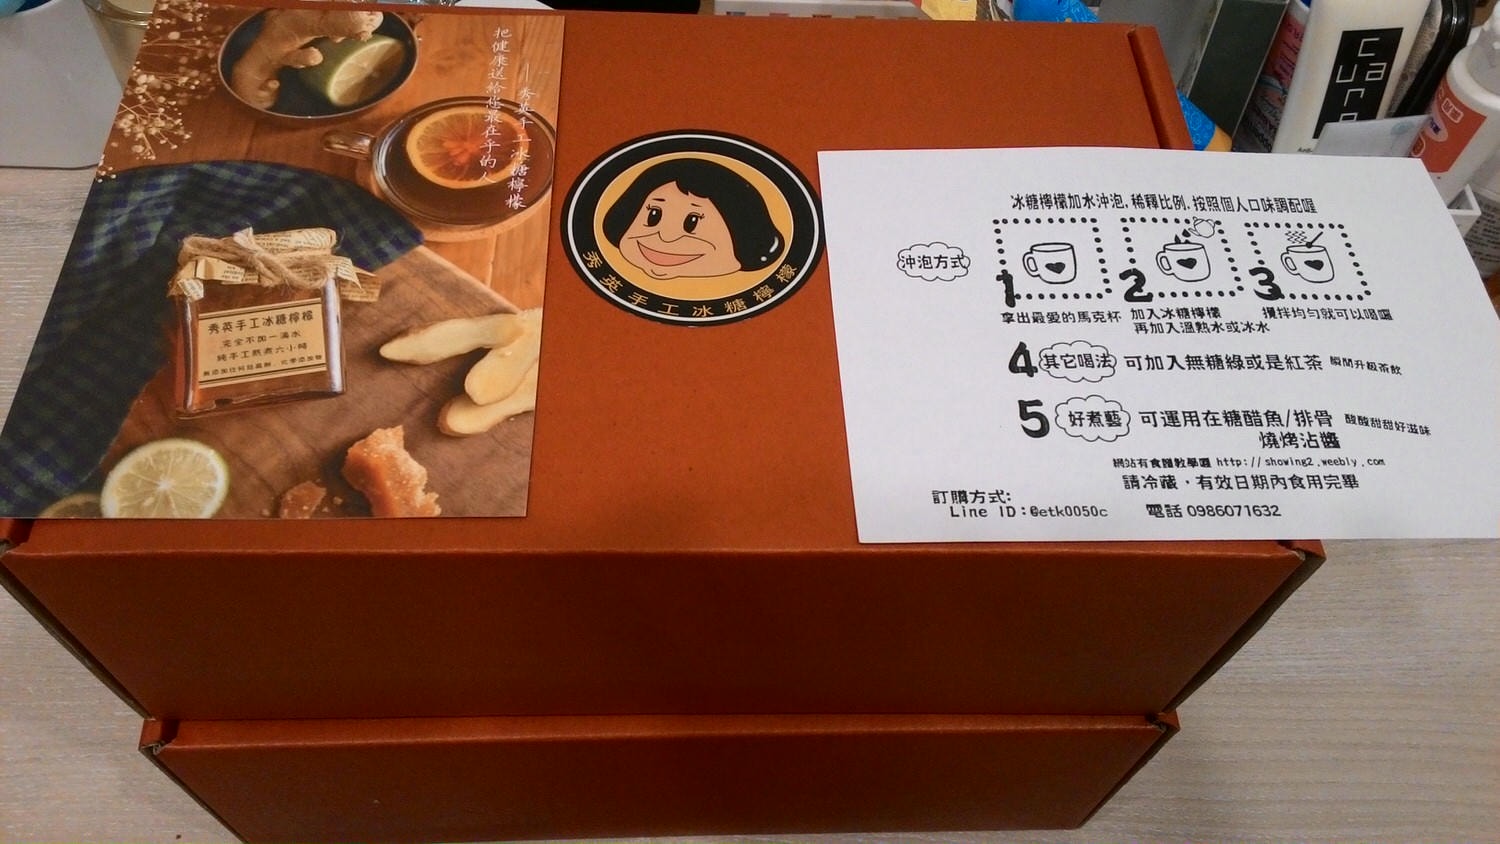 把健康送給您最在乎的人
——秀英手工冰糖檸檬
秀英手工冰糖檸檬
完全不加一滴水
純手工熬煮六小時
秀英手工冰糖檸檬
冰糖檸檬加水沖泡,稀釋比例,按照個人口味調配喔
沖泡方式
1
2
3
拿出最愛的馬克杯
加入冰糖檸檬
再加入溫熱水或冰水
攪拌均勻就可以喝囉
4 其它喝法 可加入無糖綠或是紅茶 瞬間升級茶飲
5 好煮藝 可運用在糖醋魚/排骨 酸酸甜甜好滋味
燒烤沾醬
網站有食譜教學喔 http://showing2.weebly.com
請冷藏,有效日期內食用完畢
訂購方式:
Line ID:@etk0050c 電話 0986071632
curel